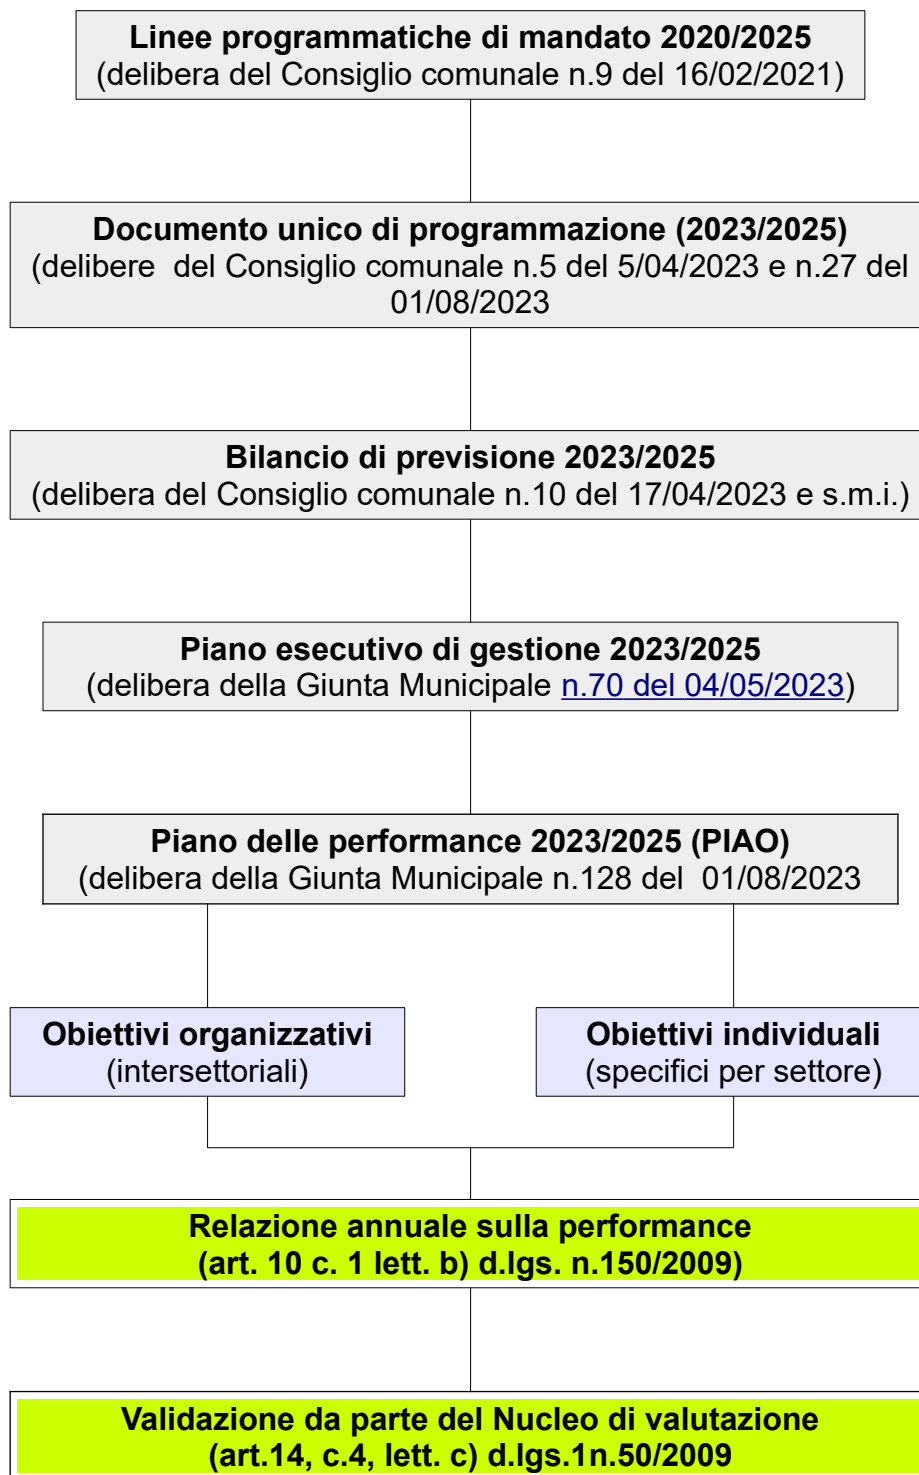 Linee programmatiche di mandato 2020/2025
(delibera del Consiglio comunale n.9 del 16/02/2021)
Documento unico di programmazione (2023/2025)
(delibere del Consiglio comunale n.5 del 5/04/2023 e n.27 del
01/08/2023
Bilancio di previsione 2023/2025
(delibera del Consiglio comunale n.10 del 17/04/2023 e s.m.i.)
Piano esecutivo di gestione 2023/2025
(delibera della Giunta Municipale n.70 del 04/05/2023)
Piano delle performance 2023/2025 (PIAO)
(delibera della Giunta Municipale n.128 del 01/08/2023
Obiettivi organizzativi
(intersettoriali)
Obiettivi individuali
(specifici per settore)
Relazione annuale sulla performance
(art. 10 c. 1 lett. b) d.lgs. n.150/2009)
Validazione da parte del Nucleo di valutazione
(art.14, c.4, lett. c) d.lgs.1n.50/2009